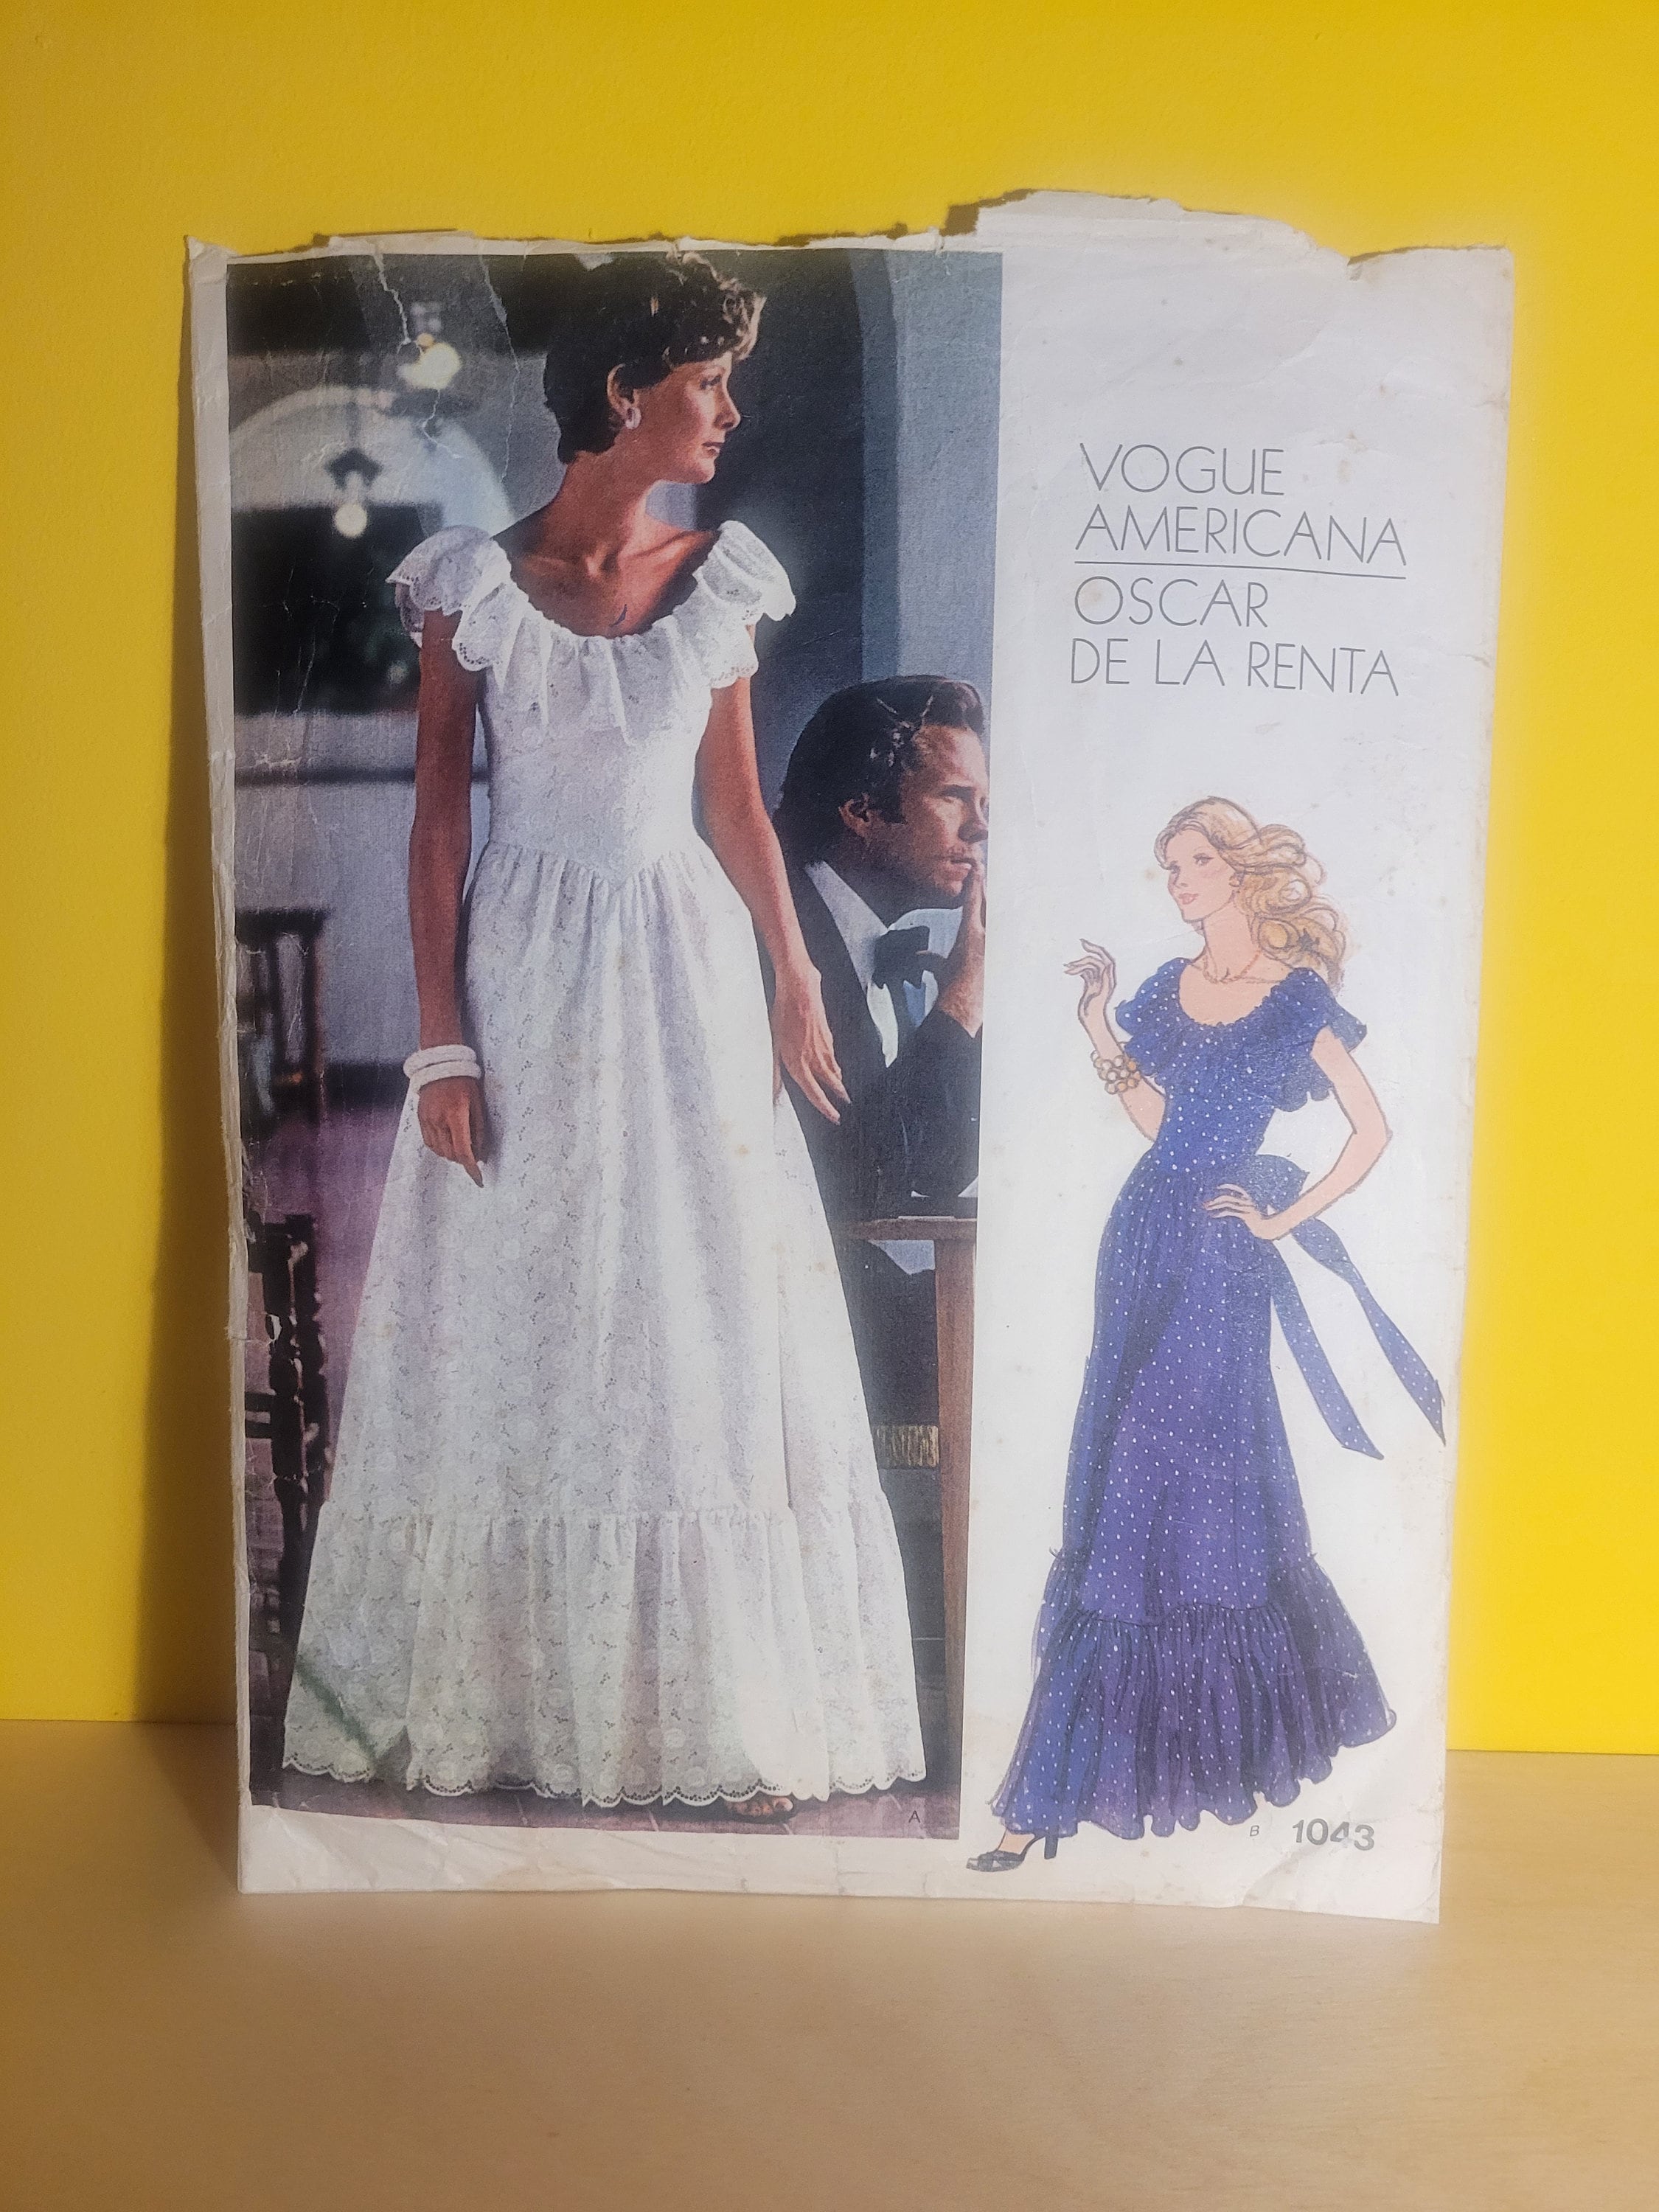 VOGUE
AMERICANA
OSCAR
DE LA RENTA
A
B 1043